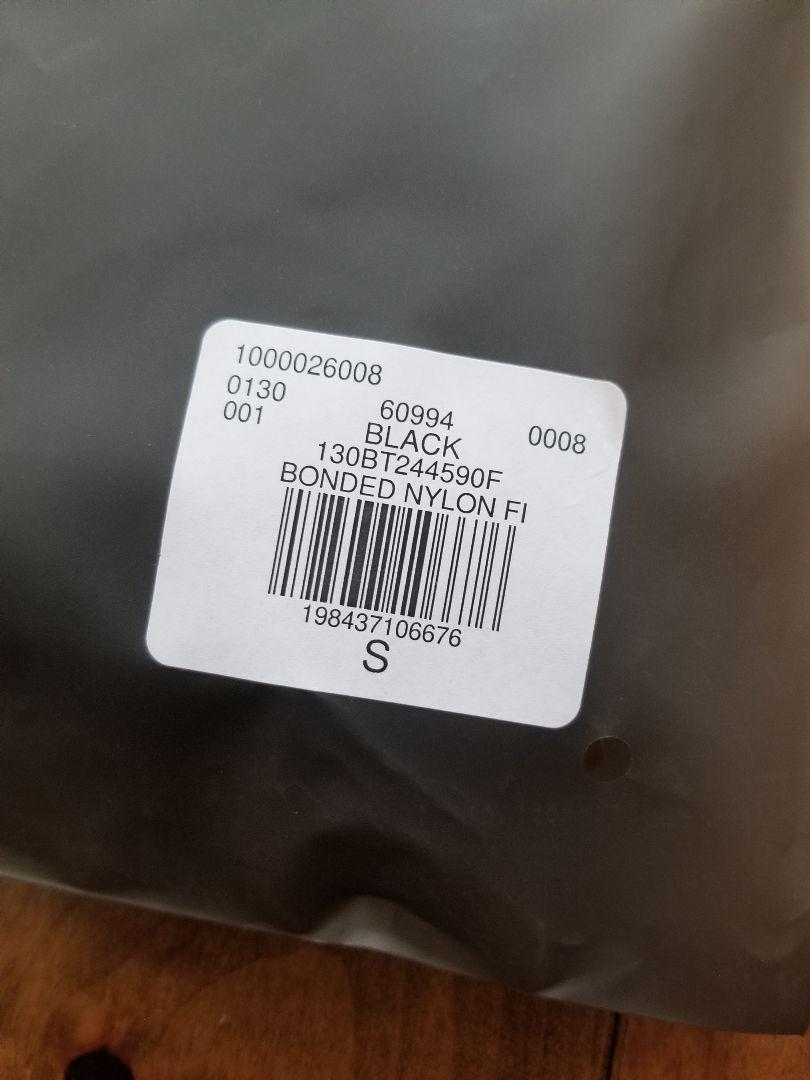 1000026008
0130 60994
001 BLACK 0008
130BT244590F
BONDED NYLON FI
198437106676
S